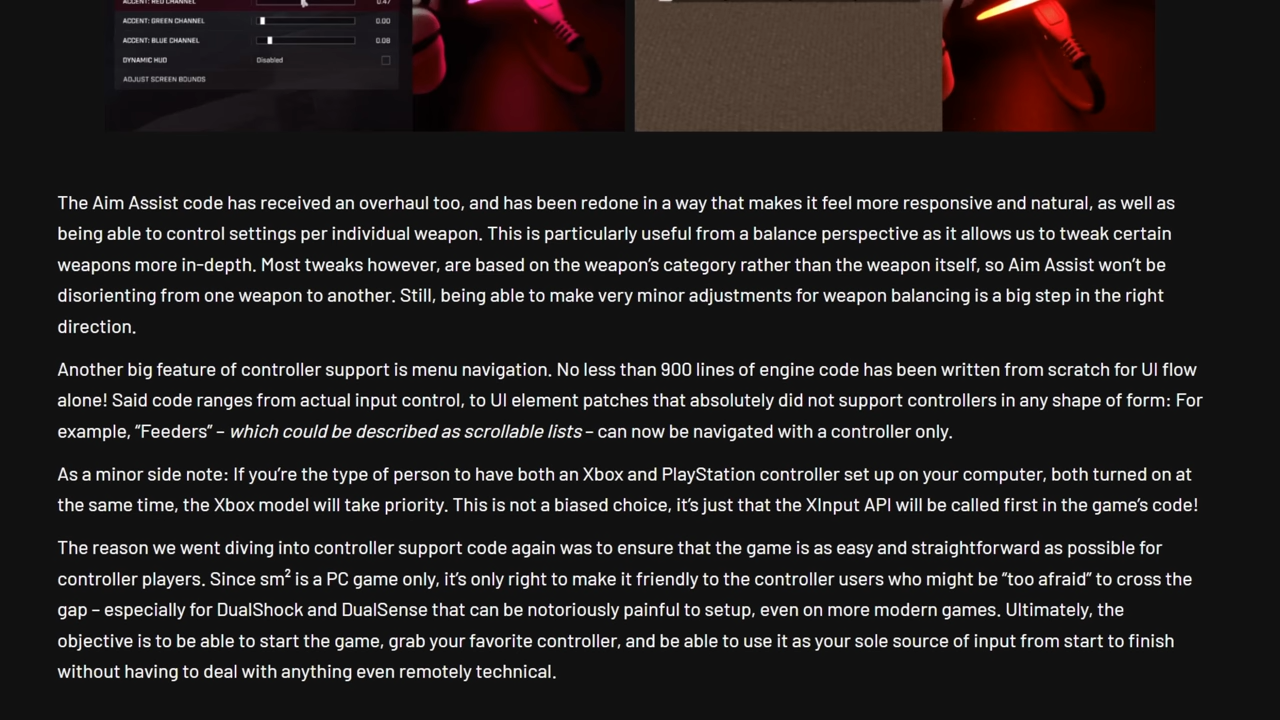 ACCENT: RED CHANNEL 0.47
ACCENT: GREEN CHANNEL 0.00
ACCENT: BLUE CHANNEL 0.08
DYNAMIC HUD Disabled
ADJUST SCREEN BOUNDS
The Aim Assist code has received an overhaul too, and has been redone in a way that makes it feel more responsive and natural, as well as
being able to control settings per individual weapon. This is particularly useful from a balance perspective as it allows us to tweak certain
weapons more in-depth. Most tweaks however, are based on the weapon’s category rather than the weapon itself, so Aim Assist won’t be
disorienting from one weapon to another. Still, being able to make very minor adjustments for weapon balancing is a big step in the right
direction.
Another big feature of controller support is menu navigation. No less than 900 lines of engine code has been written from scratch for UI flow
alone! Said code ranges from actual input control, to UI element patches that absolutely did not support controllers in any shape of form: For
example, “Feeders” – which could be described as scrollable lists – can now be navigated with a controller only.
As a minor side note: If you’re the type of person to have both an Xbox and PlayStation controller set up on your computer, both turned on at
the same time, the Xbox model will take priority. This is not a biased choice, it’s just that the XInput API will be called first in the game’s code!
The reason we went diving into controller support code again was to ensure that the game is as easy and straightforward as possible for
controller players. Since sm² is a PC game only, it’s only right to make it friendly to the controller users who might be “too afraid” to cross the
gap – especially for DualShock and DualSense that can be notoriously painful to setup, even on more modern games. Ultimately, the
objective is to be able to start the game, grab your favorite controller, and be able to use it as your sole source of input from start to finish
without having to deal with anything even remotely technical.